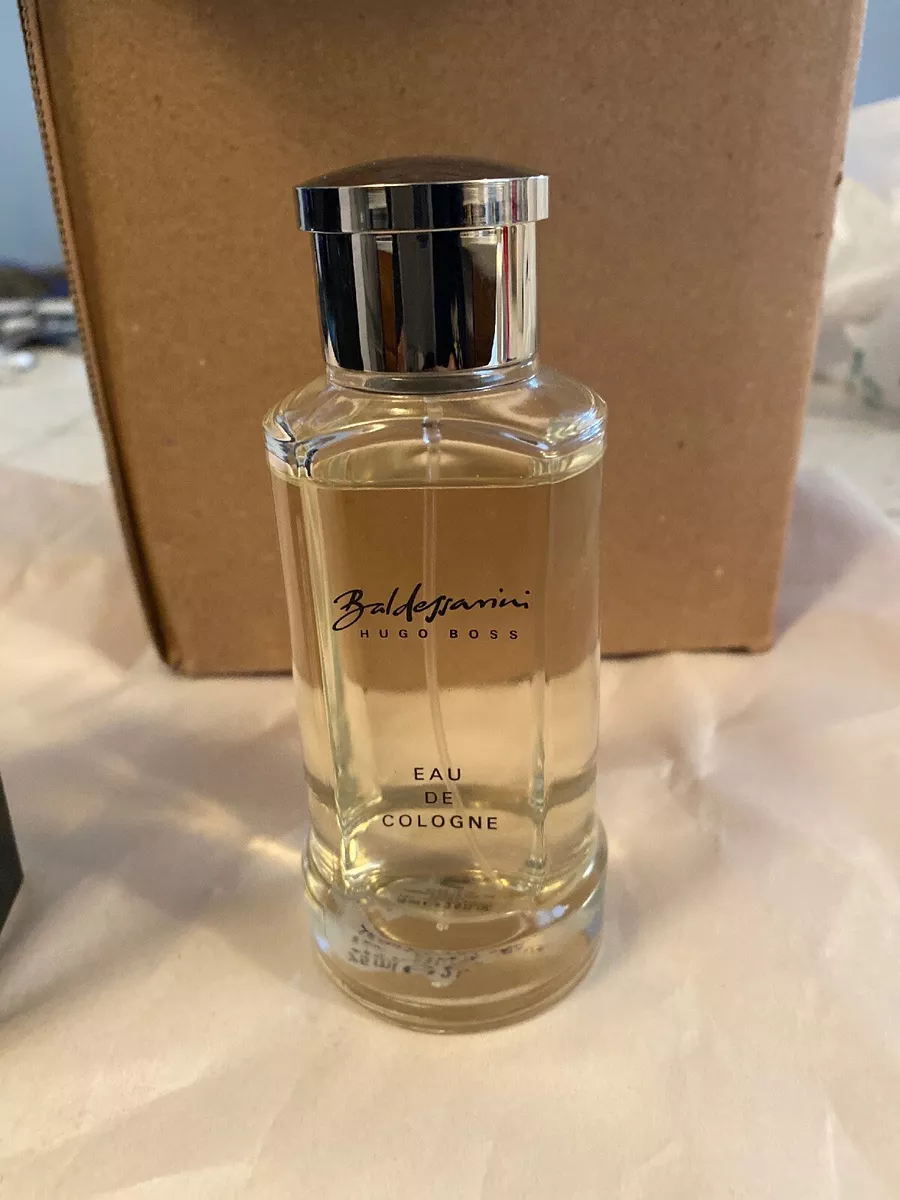 Baldessarini
HUGO BOSS
EAU
DE
COLOGNE